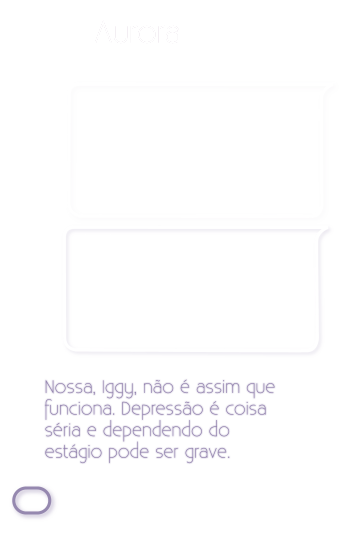 Aurora
Nossa, Iggy, não é assim que
funciona. Depressão é coisa
séria e dependendo do
estágio pode ser grave.